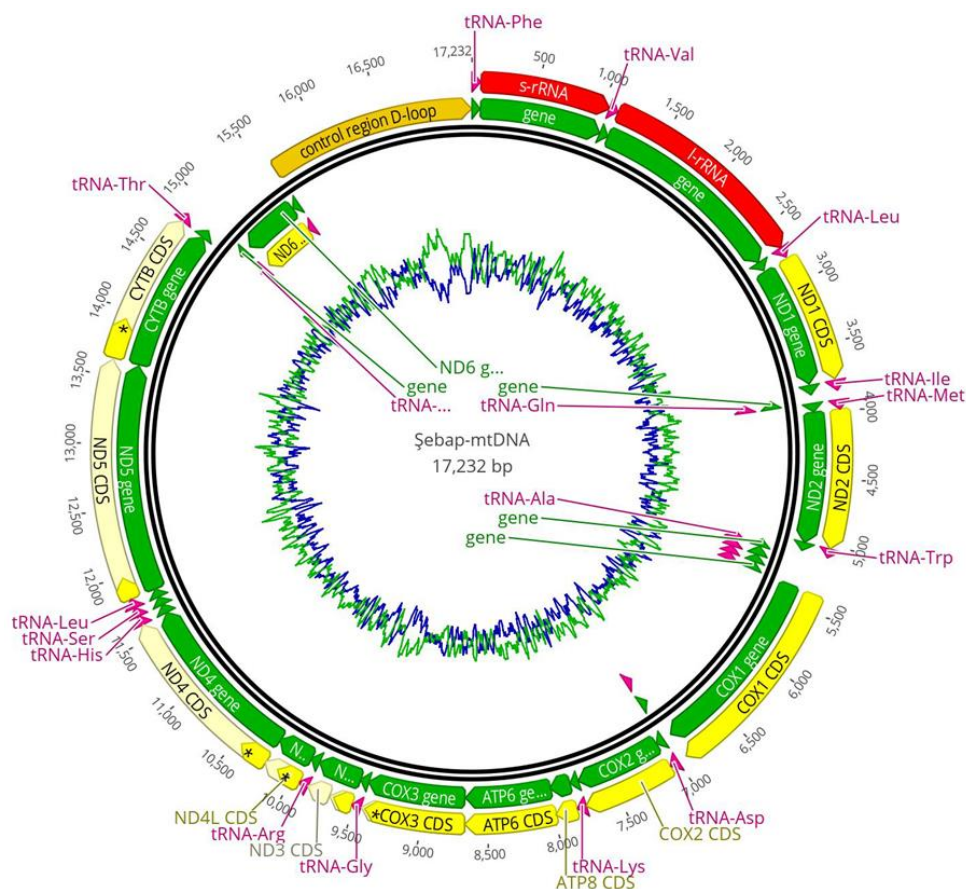 tRNA-Phe
17,232
500
tRNA-Val
16,500
1,000
s-rRNA
16,000
control region D-loop
gene
1,500
l-rRNA
15,500
2,000
gene
15,000
tRNA-Thr
2,500
tRNA-Leu
14,500
CYTB CDS
CYTB gene
ND6 ..
3,000
ND1 CDS
ND1 gene
14,000
*
3,500
ND6 g...
gene
gene
tRNA-Ile
13,500
tRNA-...
tRNA-Gln
tRNA-Met
4,000
Şebap-mtDNA
17,232 bp
13,000
ND5 CDS
ND5 gene
ND2 gene
ND2 CDS
4,500
tRNA-Ala
gene
gene
12,500
5,000
tRNA-Trp
12,000
tRNA-Leu
tRNA-Ser
tRNA-His
5,500
11,500
COX1 gene
COX1 CDS
ND4 gene
ND4 CDS
6,000
11,000
6,500
*
N..
N...
COX3 gene
ATP6 ge...
COX2 g...
10,500
*
7,000
10,000
*COX3 CDS
ATP6 CDS
ND4L CDS
tRNA-Arg
ND3 CDS
9,500
tRNA-Gly
9,000
8,500
8,000
7,500
tRNA-Asp
COX2 CDS
tRNA-Lys
ATP8 CDS